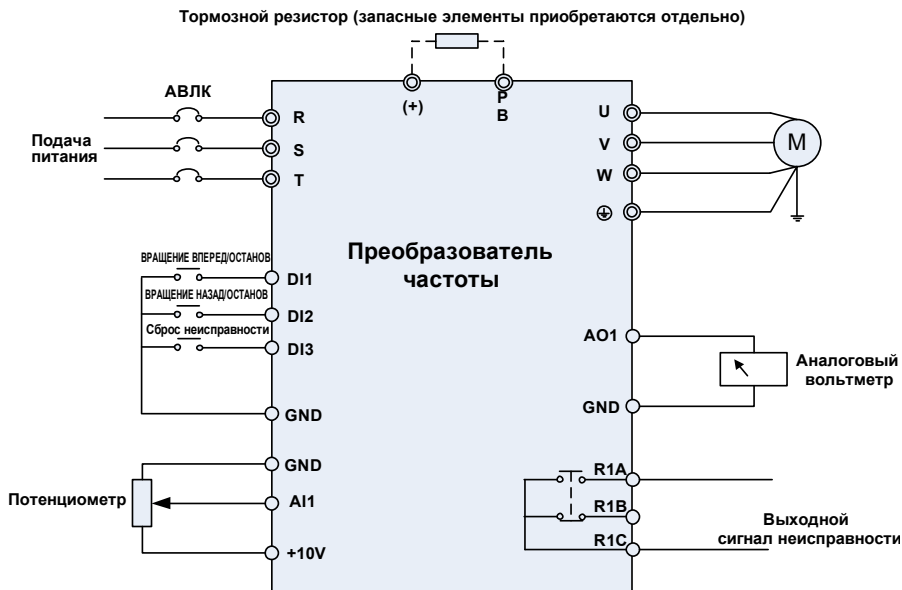 Тормозной резистор (запасные элементы приобретаются отдельно)
АВЛК
(+)
P
B
R
U
Подача
питания
S
V
M
T
W
Преобразователь
частоты
ВРАЩЕНИЕ ВПЕРЕД/ОСТАНОВ
DI1
ВРАЩЕНИЕ НАЗАД/ОСТАНОВ
DI2
Сброс неисправности
DI3
AO1
Аналоговый
вольтметр
GND
GND
GND
R1A
Потенциометр
AI1
R1B
Выходной
сигнал неисправности
R1C
+10V